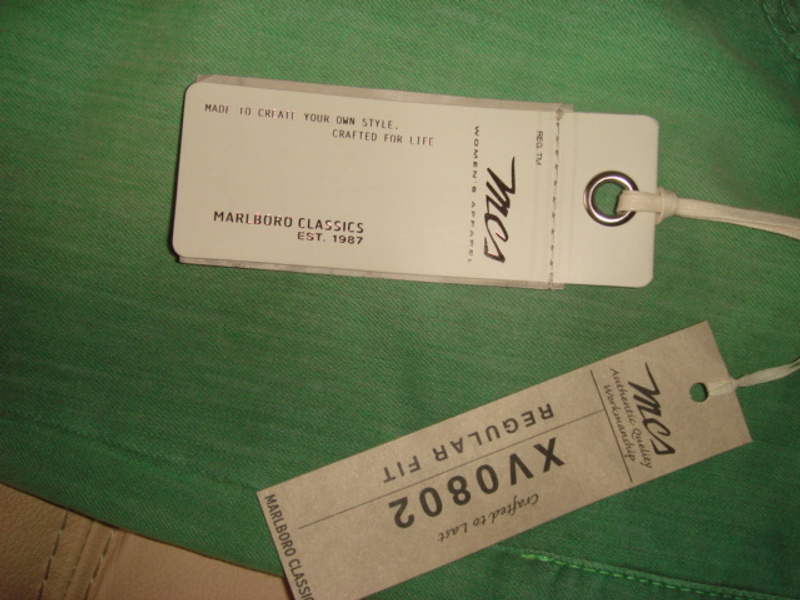 MADE TO CREATE YOUR OWN STYLE.
CRAFTED FOR LIFE
MARLBORO CLASSICS
EST. 1987
REG. TM
mcs
WOMEN'S APPAREL
mcs
Authentic Quality
Workmanship
Crafted to Last
XV0802
REGULAR FIT
MARLBORO CLASSIC